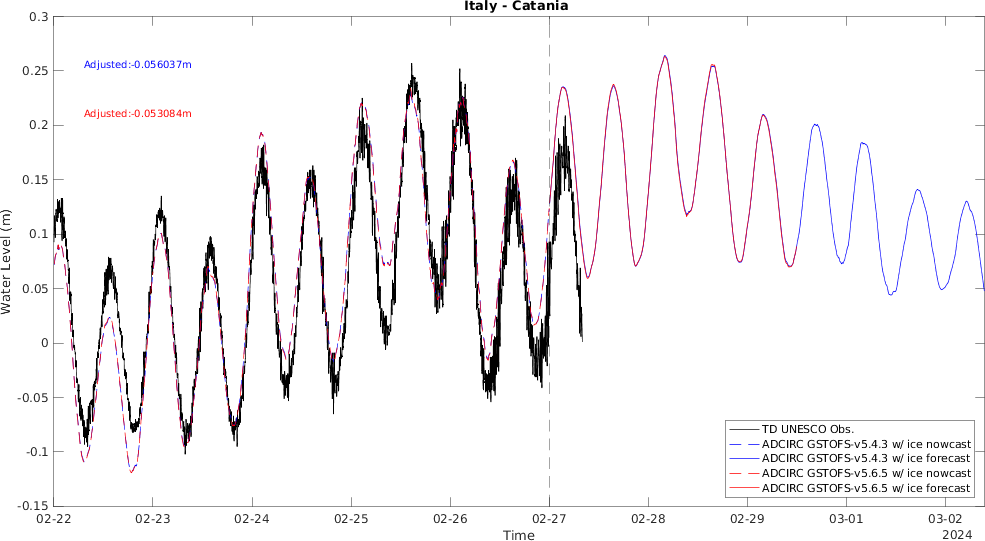 Italy - Catania
0.3
0.25
0.2
0.15
0.1
0.05
0
-0.05
-0.1
-0.15
Water Level (m)
Adjusted:-0.056037m
Adjusted:-0.053084m
TD UNESCO Obs.
ADCIRC GSTOFS-v5.4.3 w/ ice nowcast
ADCIRC GSTOFS-v5.4.3 w/ ice forecast
ADCIRC GSTOFS-v5.6.5 w/ ice nowcast
ADCIRC GSTOFS-v5.6.5 w/ ice forecast
02-22 02-23 02-24 02-25 02-26 02-27 02-28 02-29 03-01 03-02
Time
2024